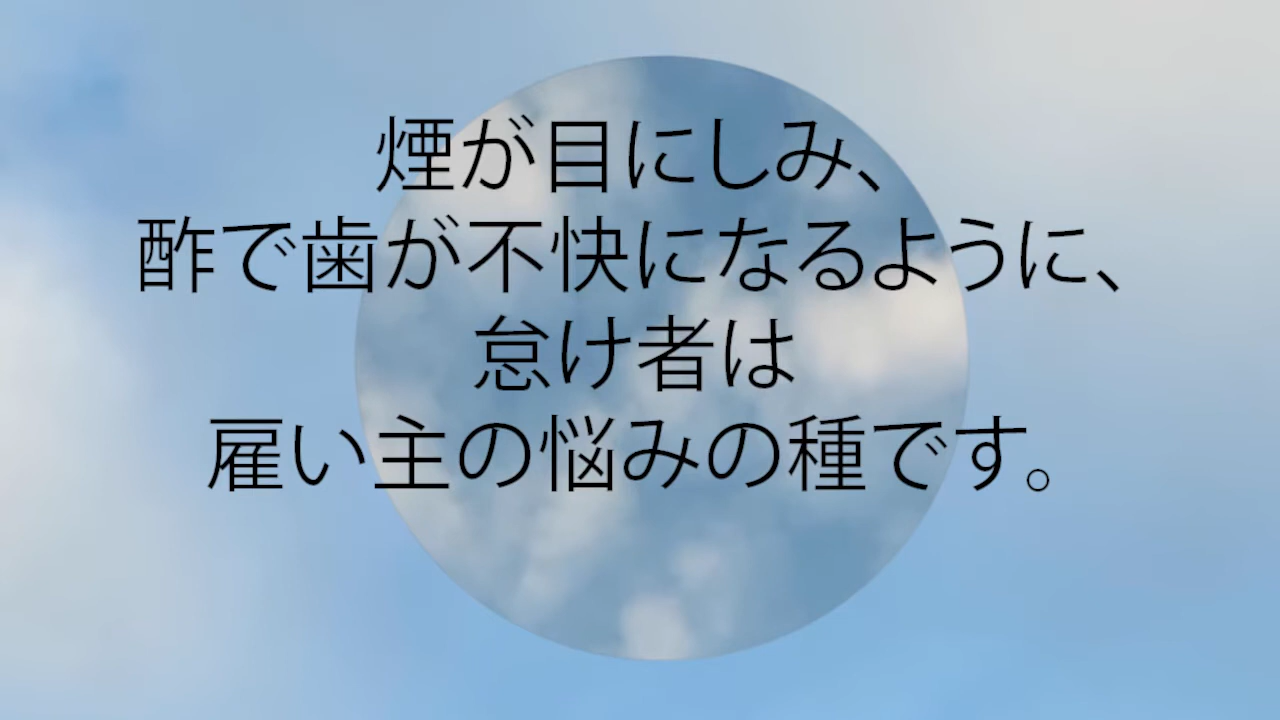 煙が目にしみ、
酢で歯が不快になるように、
怠け者は
雇い主の悩みの種です。